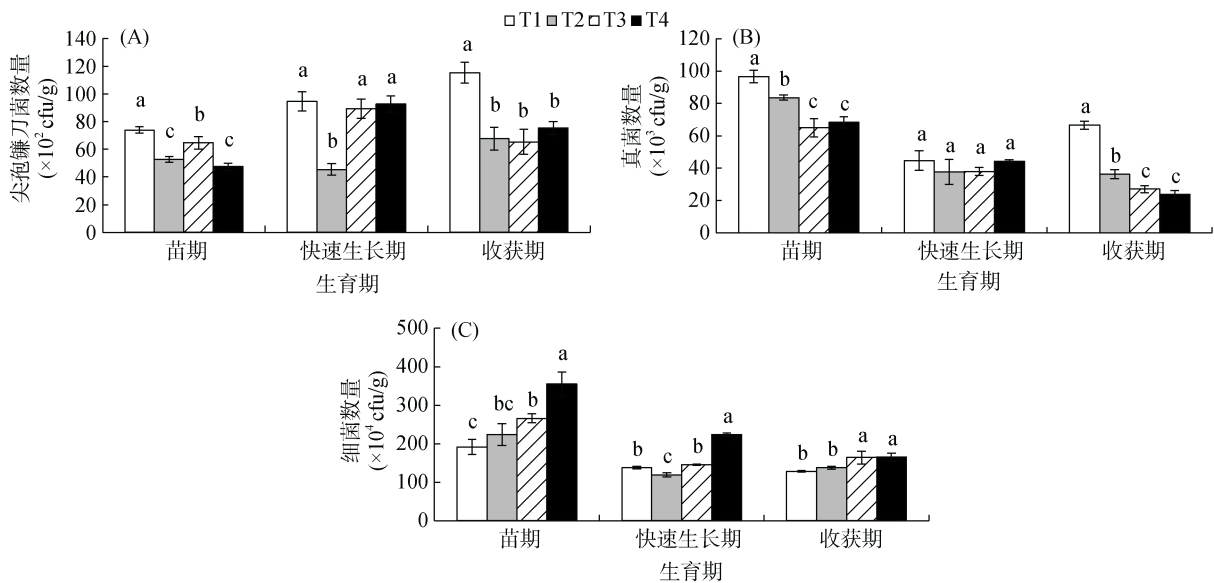 T1 T2 T3 T4
(A)
尖孢镰刀菌数量
(×10² cfu/g)
140
120
100
80
60
40
20
0
a c b c
a b a a
a b b b
苗期 快速生长期 收获期
生育期
(B)
真菌数量
(×10³ cfu/g)
120
100
80
60
40
20
0
a b c c
a a a a
a b c c
苗期 快速生长期 收获期
生育期
(C)
细菌数量
(×10⁴ cfu/g)
500
400
300
200
100
0
c bc b a
b c b a
b b a a
苗期 快速生长期 收获期
生育期